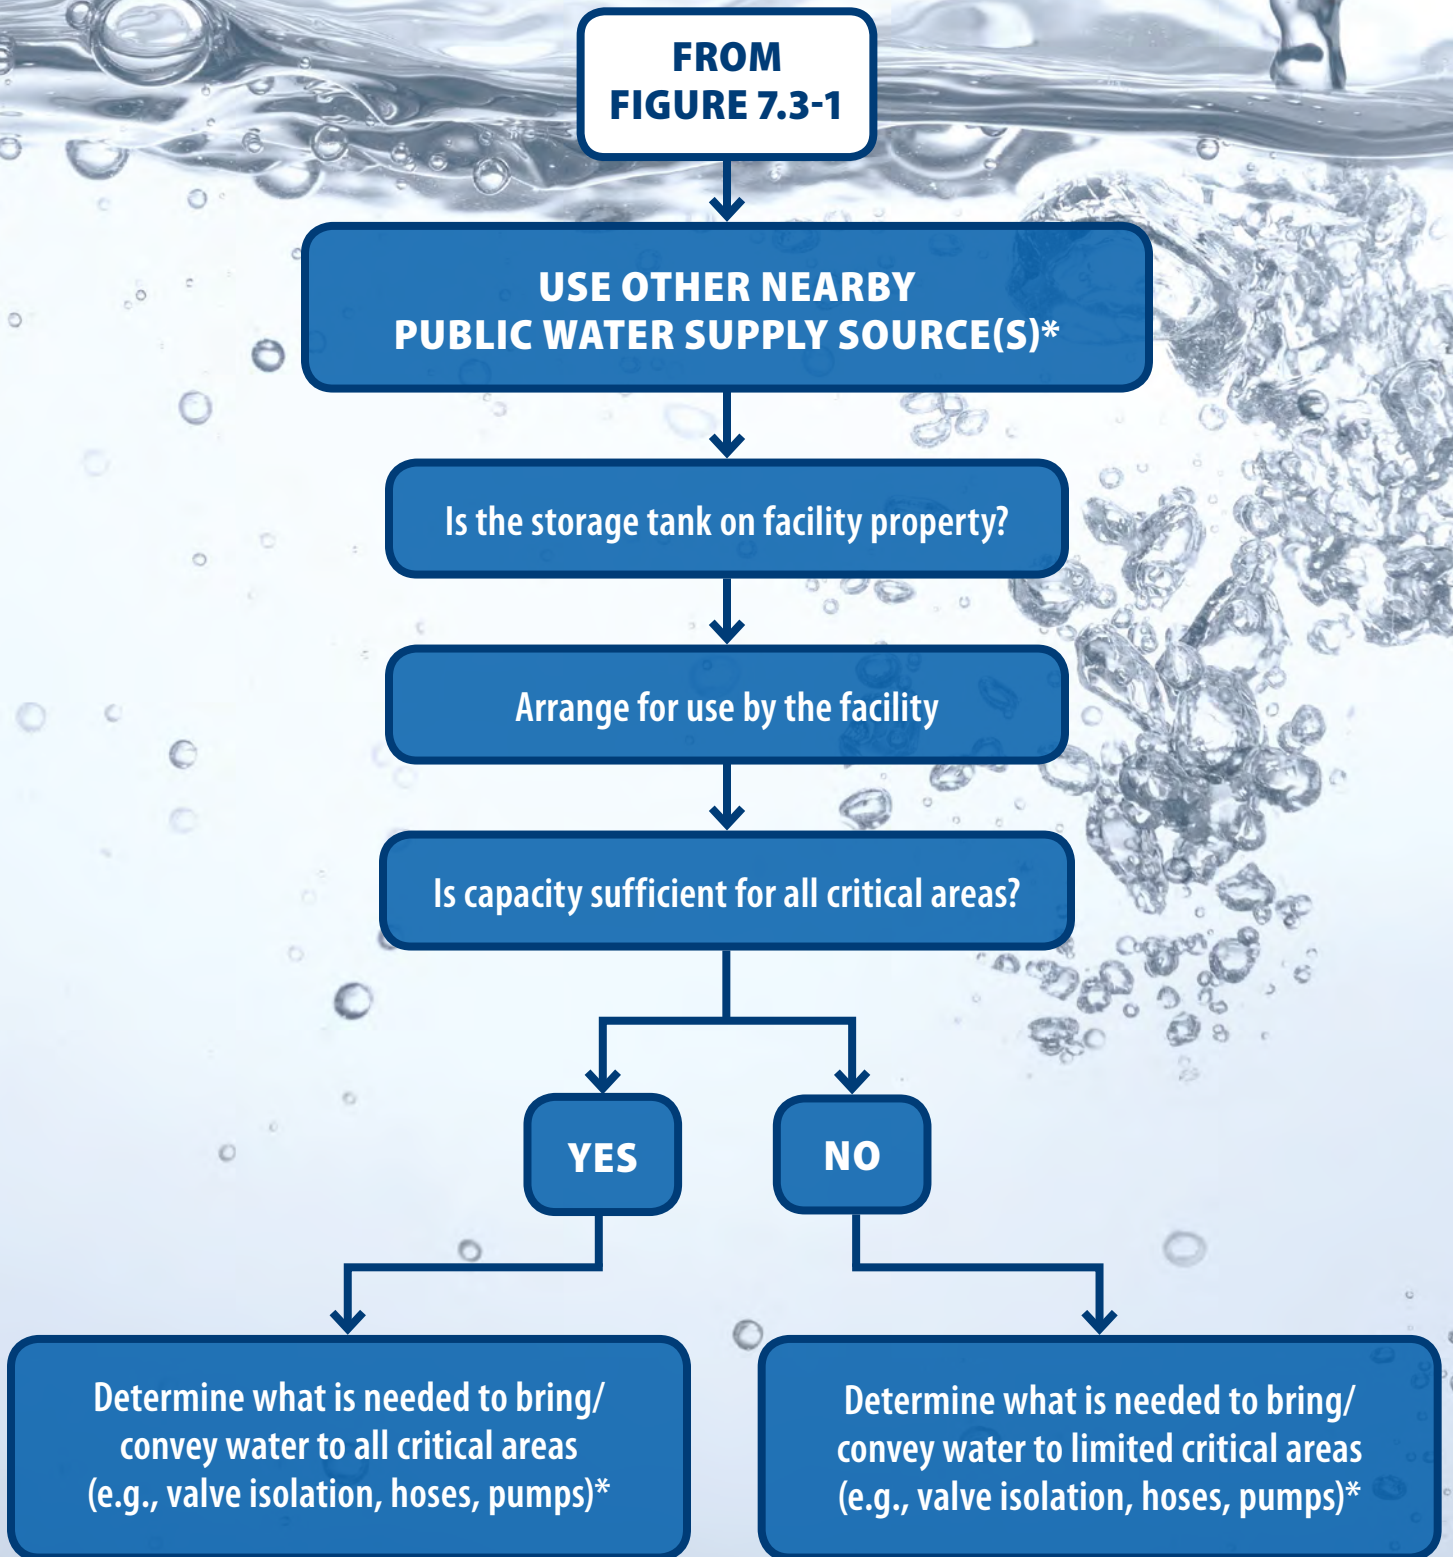 FROM
FIGURE 7.3-1
USE OTHER NEARBY
PUBLIC WATER SUPPLY SOURCE(S)*
Is the storage tank on facility property?
Arrange for use by the facility
Is capacity sufficient for all critical areas?
YES
NO
Determine what is needed to bring/
convey water to all critical areas
(e.g., valve isolation, hoses, pumps)*
Determine what is needed to bring/
convey water to limited critical areas
(e.g., valve isolation, hoses, pumps)*